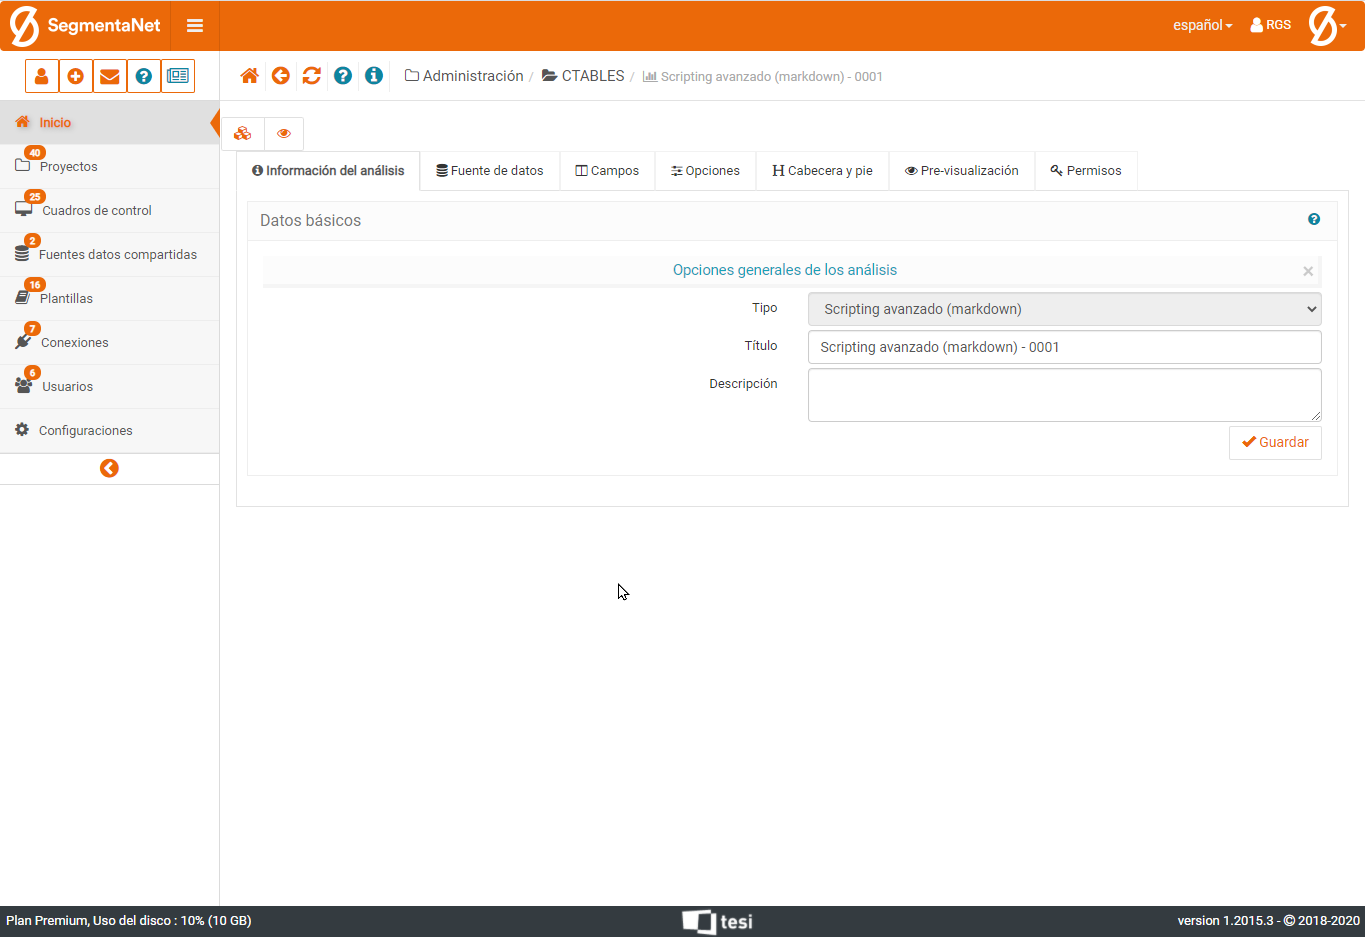 SegmentaNet
español
RGS
Administración / CTABLES / Scripting avanzado (markdown) - 0001
Inicio
40
Proyectos
25
Cuadros de control
2
Fuentes datos compartidas
16
Plantillas
7
Conexiones
6
Usuarios
Configuraciones
Información del análisis
Fuente de datos
Campos
Opciones
Cabecera y pie
Pre-visualización
Permisos
Datos básicos
Opciones generales de los análisis
×
Tipo
Scripting avanzado (markdown)
Título
Scripting avanzado (markdown) - 0001
Descripción
Guardar
Plan Premium, Uso del disco : 10% (10 GB)
tesi
version 1.2015.3 - © 2018-2020